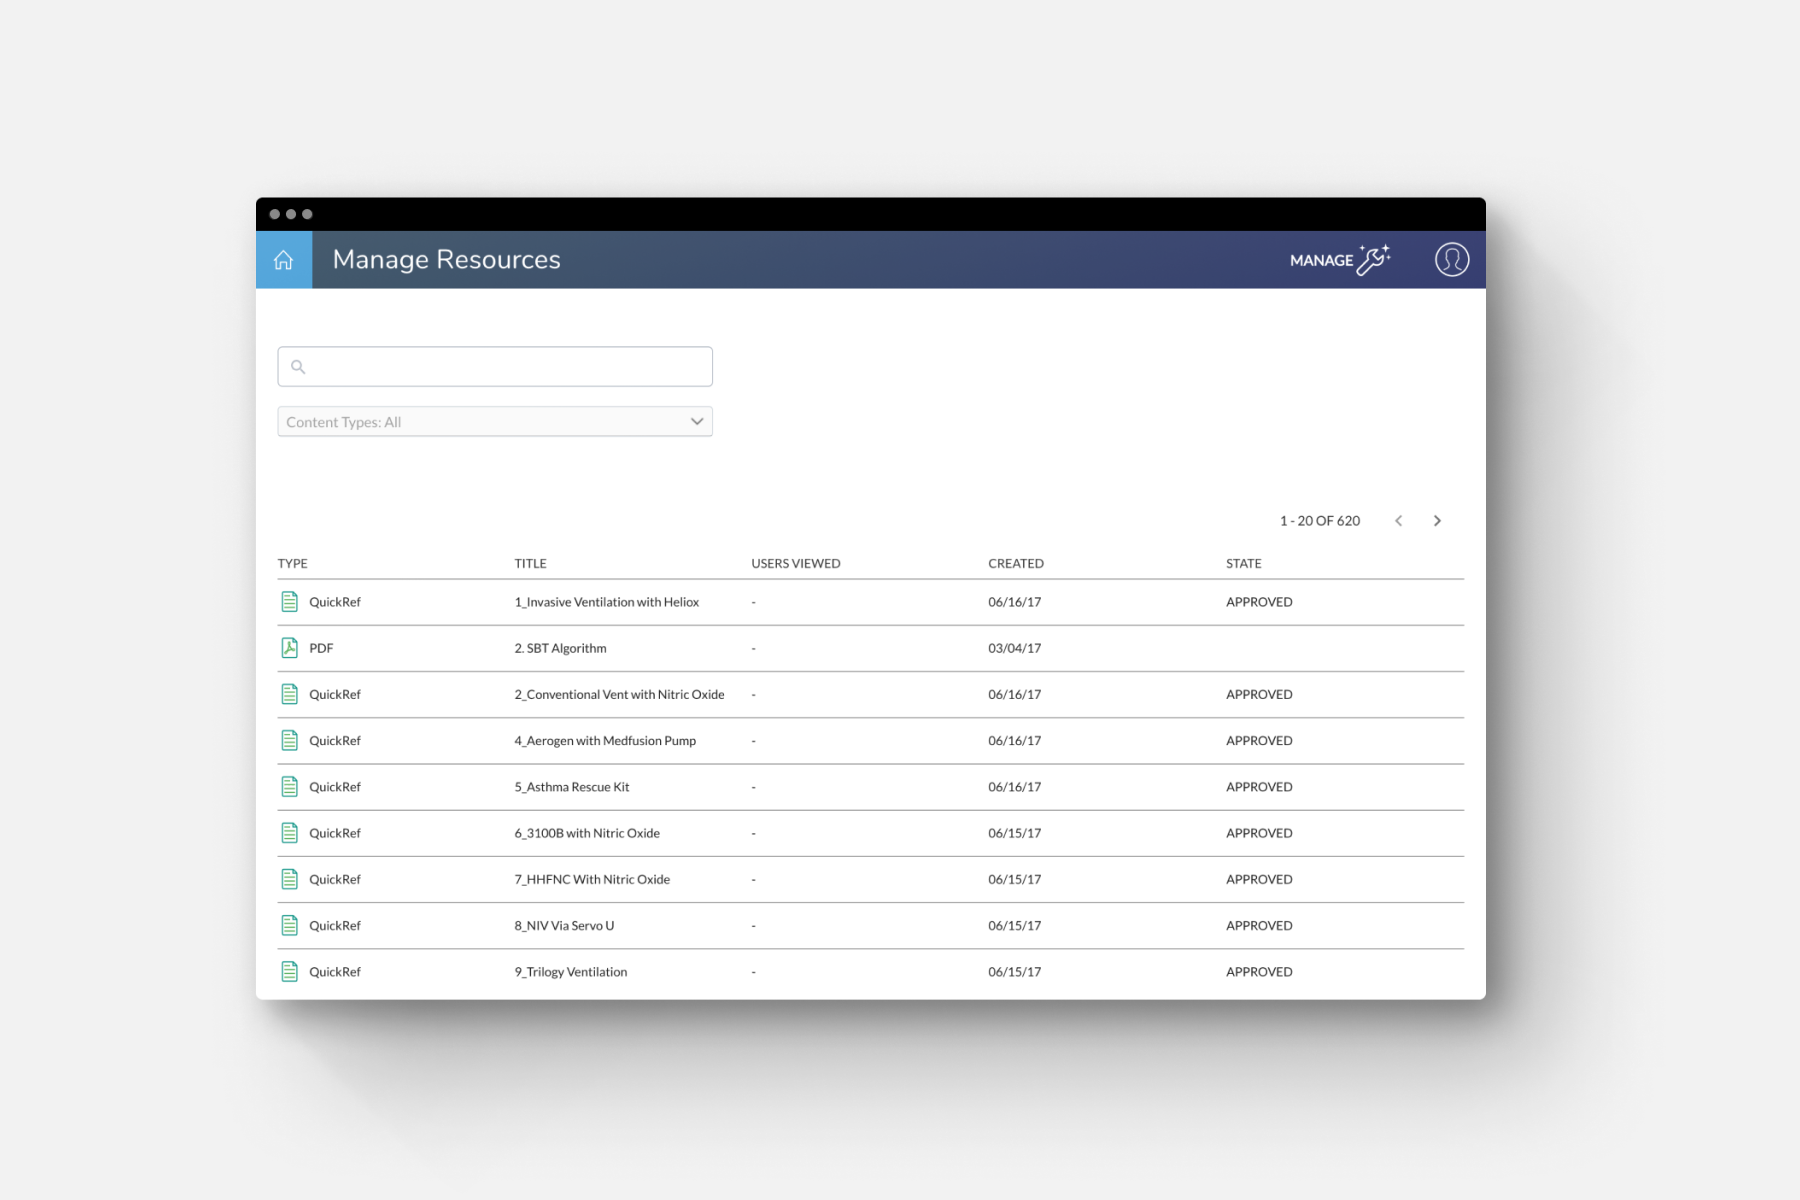 Manage Resources
MANAGE
Content Types: All
1 - 20 OF 620
TYPE TITLE USERS VIEWED CREATED STATE
QuickRef 1_Invasive Ventilation with Heliox - 06/16/17 APPROVED
PDF 2. SBT Algorithm - 03/04/17
QuickRef 2_Conventional Vent with Nitric Oxide - 06/16/17 APPROVED
QuickRef 4_Aerogen with Medfusion Pump - 06/16/17 APPROVED
QuickRef 5_Asthma Rescue Kit - 06/16/17 APPROVED
QuickRef 6_3100B with Nitric Oxide - 06/15/17 APPROVED
QuickRef 7_HHFNC With Nitric Oxide - 06/15/17 APPROVED
QuickRef 8_NIV Via Servo U - 06/15/17 APPROVED
QuickRef 9_Trilogy Ventilation - 06/15/17 APPROVED